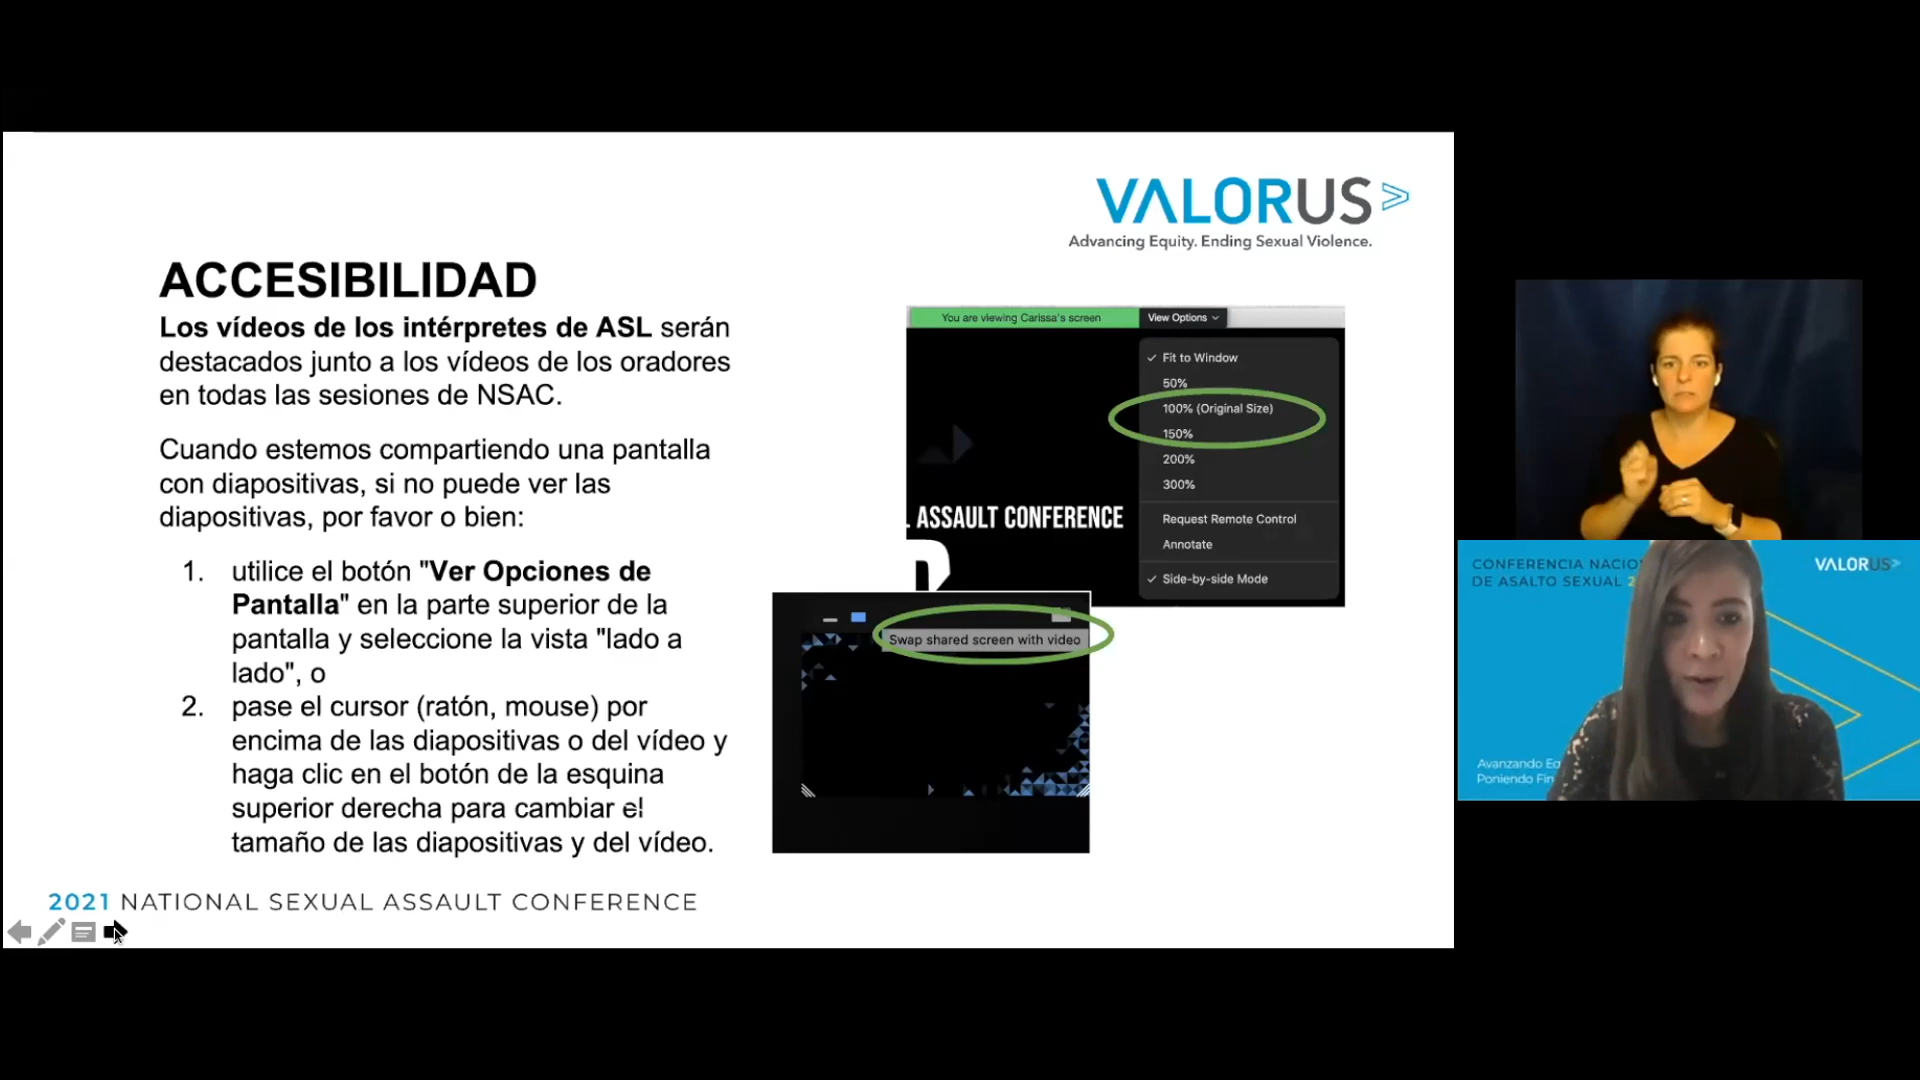 VALORUS
Advancing Equity. Ending Sexual Violence.
ACCESIBILIDAD
Los vídeos de los intérpretes de ASL serán
destacados junto a los vídeos de los oradores
en todas las sesiones de NSAC.
Cuando estemos compartiendo una pantalla
con diapositivas, si no puede ver las
diapositivas, por favor o bien:
1. utilice el botón "Ver Opciones de
Pantalla" en la parte superior de la
pantalla y seleccione la vista "lado a
lado", o
2. pase el cursor (ratón, mouse) por
encima de las diapositivas o del vídeo y
haga clic en el botón de la esquina
superior derecha para cambiar el
tamaño de las diapositivas y del vídeo.
You are viewing Carissa's screen
View Options
Fit to Window
50%
100% (Original Size)
150%
200%
300%
Request Remote Control
Annotate
Side-by-side Mode
ASSAULT CONFERENCE
Swap shared screen with video
2021 NATIONAL SEXUAL ASSAULT CONFERENCE
CONFERENCIA
DE ASALTO SEXUAL
VALORUS
Avanzando
Poniendo